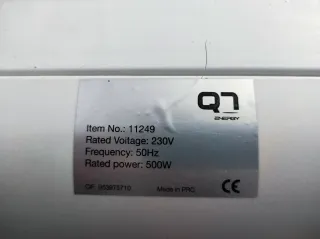 Q7
ENERGY
Item No.: 11249
Rated Voltage: 230V
Frequency: 50Hz
Rated power: 500W
Made in PRC
CE